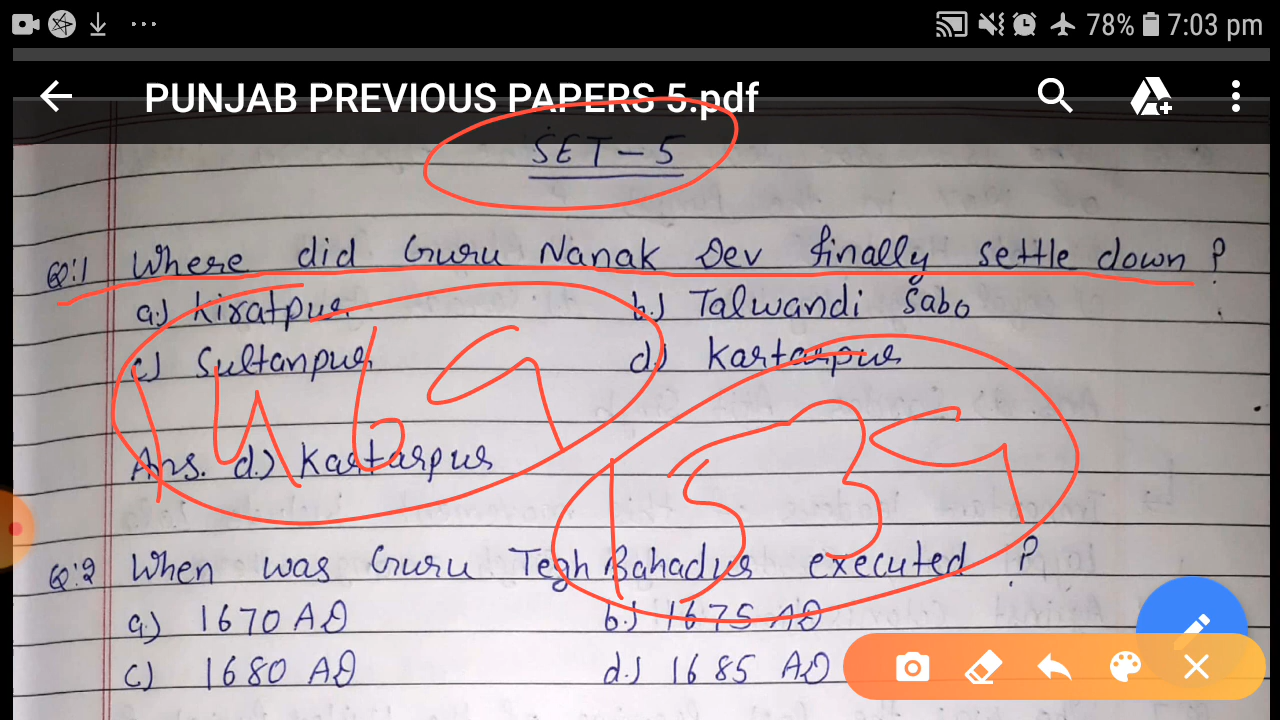 78% 7:03 pm
PUNJAB PREVIOUS PAPERS 5.pdf
SET-5
Q:1 Where did Guru Nanak Dev finally settle down ?
a.) Kiratpur b.) Talwandi Sabo
c.) Sultanpur d.) Kartarpur
1469
Ans. d.) Kartarpur
1539
Q:2 When was Guru Tegh Bahadur executed ?
a.) 1670 AD b.) 1675 AD
c.) 1680 AD d.) 1685 AD